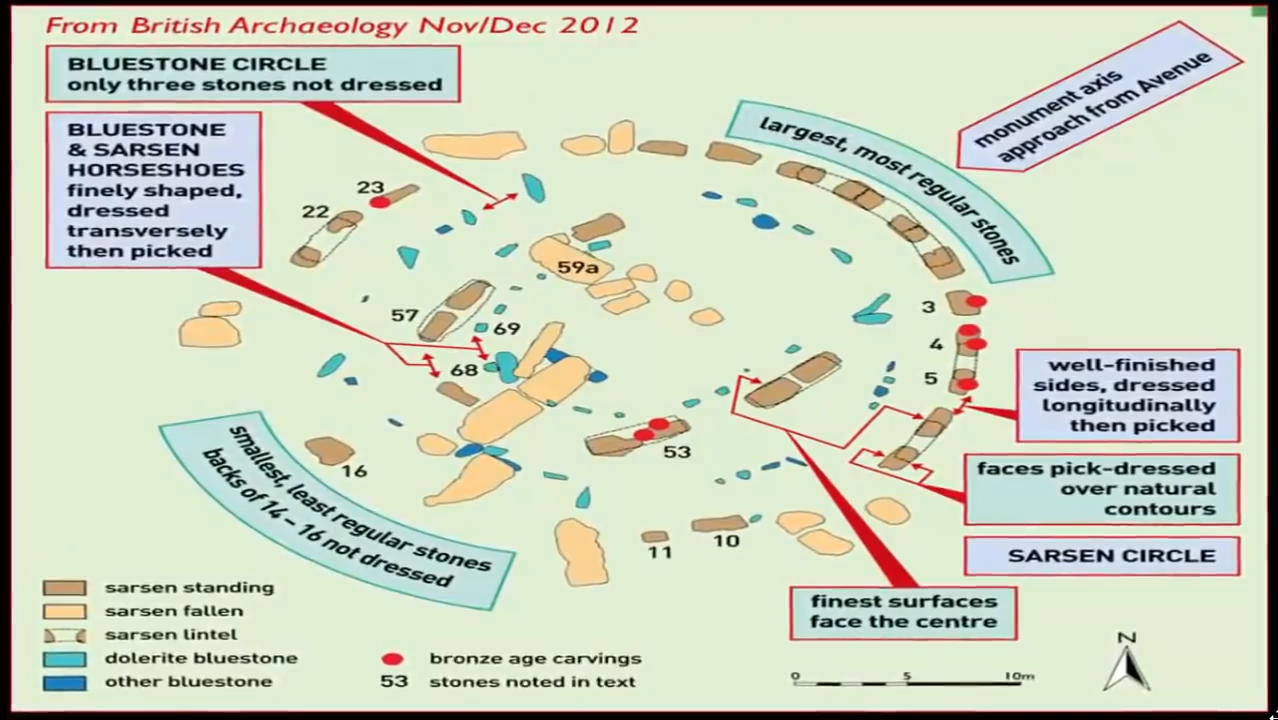 From British Archaeology Nov/Dec 2012
BLUESTONE CIRCLE
only three stones not dressed
BLUESTONE
& SARSEN
HORSESHOES
finely shaped,
dressed
transversely
then picked
monument axis
approach from Avenue
largest, most regular stones
23
22
59a
57
69
68
3
4
5
53
16
11
10
well-finished
sides, dressed
longitudinally
then picked
faces pick-dressed
over natural
contours
SARSEN CIRCLE
finest surfaces
face the centre
smallest, least regular stones
backs of 14 – 16 not dressed
sarsen standing
sarsen fallen
sarsen lintel
dolerite bluestone
other bluestone
bronze age carvings
53 stones noted in text
0 5 10m
N